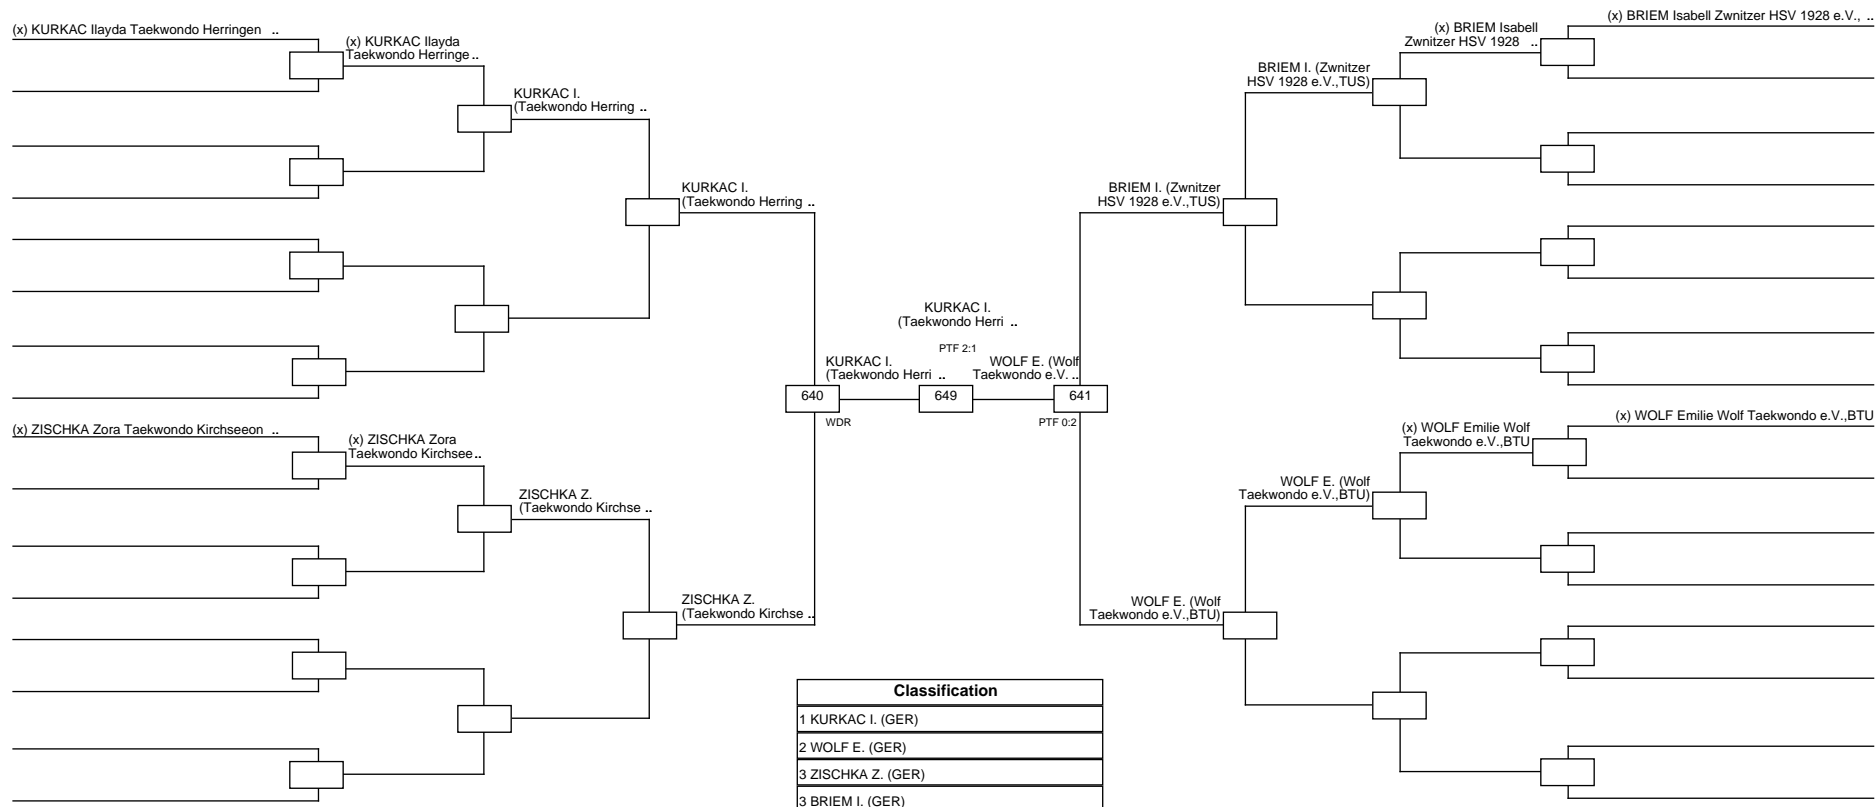 (x) KURKAC Ilayda Taekwondo Herringen ..
(x) KURKAC Ilayda
Taekwondo Herringe ..
KURKAC I.
(Taekwondo Herring ..
KURKAC I.
(Taekwondo Herring ..
(x) ZISCHKA Zora Taekwondo Kirchseeon ..
(x) ZISCHKA Zora
Taekwondo Kirchsee ..
ZISCHKA Z.
(Taekwondo Kirchse ..
ZISCHKA Z.
(Taekwondo Kirchse ..
640
WDR
KURKAC I.
(Taekwondo Herri ..
KURKAC I.
(Taekwondo Herri ..
PTF 2:1
649
WOLF E. (Wolf
Taekwondo e.V. ..
641
PTF 0:2
(x) BRIEM Isabell Zwnitzer HSV 1928 e.V., ..
(x) BRIEM Isabell
Zwnitzer HSV 1928 ..
BRIEM I. (Zwnitzer
HSV 1928 e.V.,TUS)
BRIEM I. (Zwnitzer
HSV 1928 e.V.,TUS)
(x) WOLF Emilie Wolf Taekwondo e.V.,BTU
(x) WOLF Emilie Wolf
Taekwondo e.V.,BTU
WOLF E. (Wolf
Taekwondo e.V.,BTU)
WOLF E. (Wolf
Taekwondo e.V.,BTU)
Classification
1 KURKAC I. (GER)
2 WOLF E. (GER)
3 ZISCHKA Z. (GER)
3 BRIEM I. (GER)